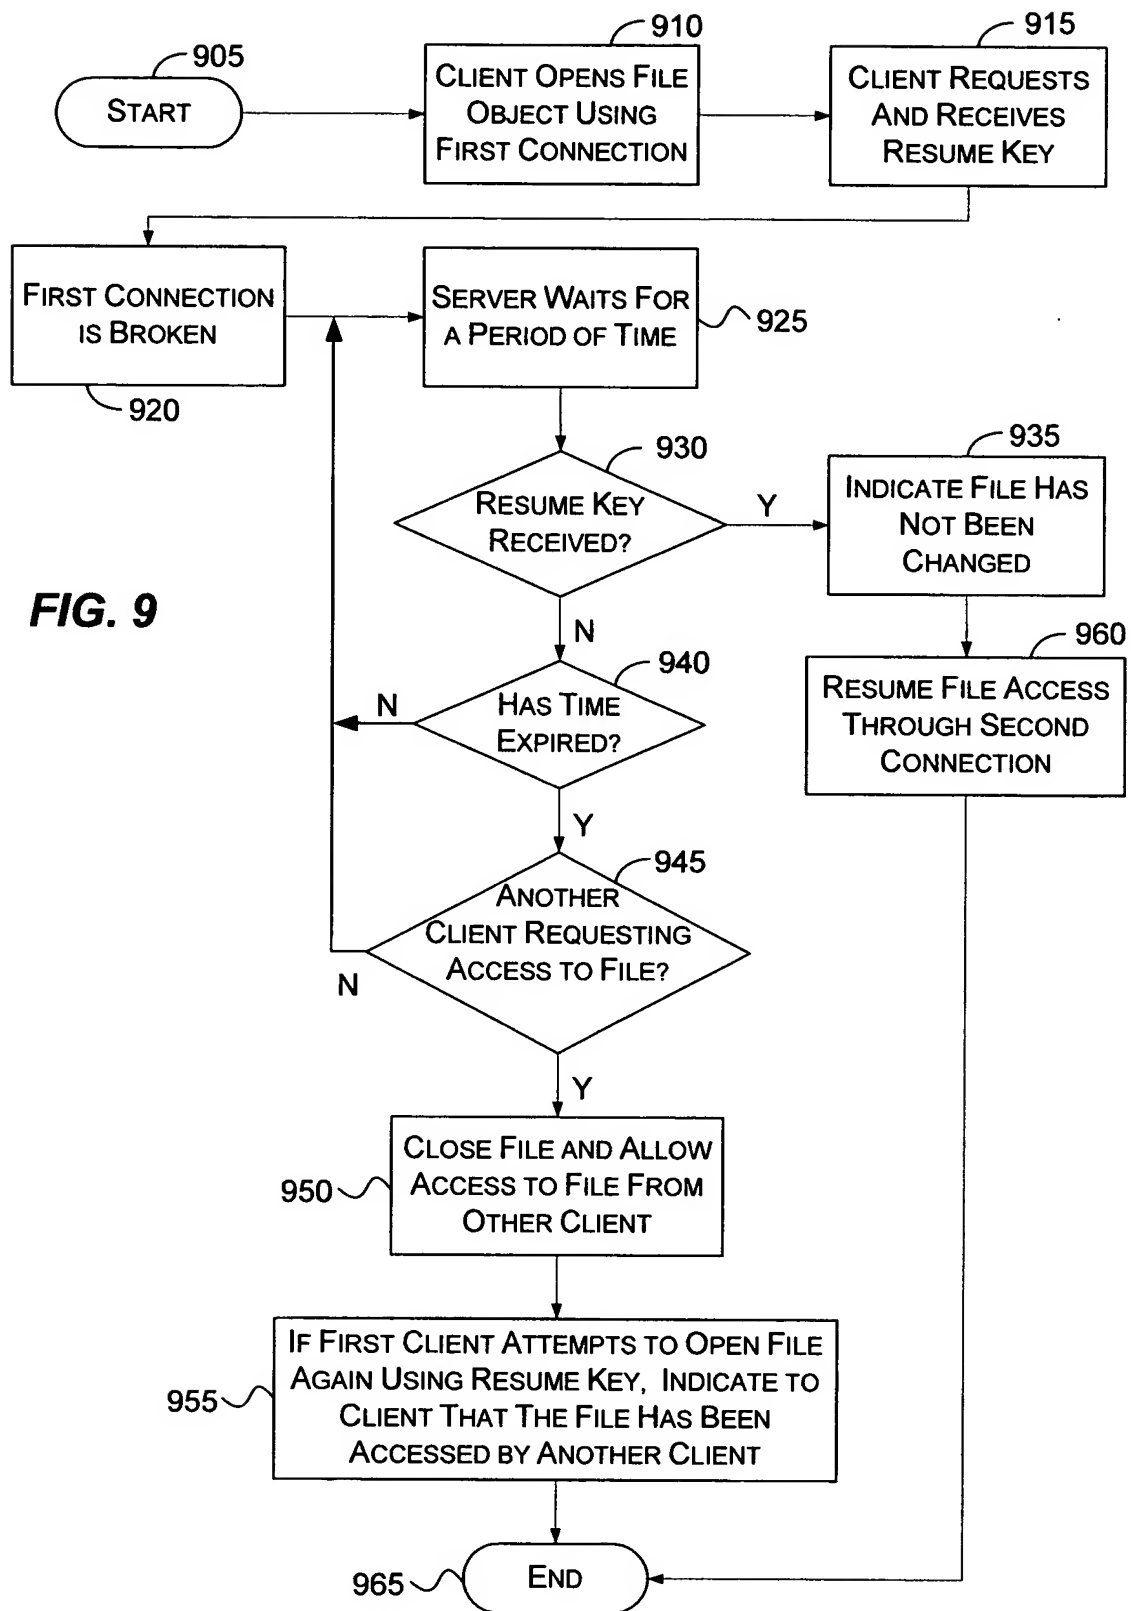 905
START
910
CLIENT OPENS FILE
OBJECT USING
FIRST CONNECTION
915
CLIENT REQUESTS
AND RECEIVES
RESUME KEY
FIRST CONNECTION
IS BROKEN
920
SERVER WAITS FOR
A PERIOD OF TIME
925
930
RESUME KEY
RECEIVED?
Y
N
935
INDICATE FILE HAS
NOT BEEN
CHANGED
FIG. 9
960
RESUME FILE ACCESS
THROUGH SECOND
CONNECTION
940
HAS TIME
EXPIRED?
N
Y
945
ANOTHER
CLIENT REQUESTING
ACCESS TO FILE?
N
Y
950
CLOSE FILE AND ALLOW
ACCESS TO FILE FROM
OTHER CLIENT
955
IF FIRST CLIENT ATTEMPTS TO OPEN FILE
AGAIN USING RESUME KEY, INDICATE TO
CLIENT THAT THE FILE HAS BEEN
ACCESSED BY ANOTHER CLIENT
965
END